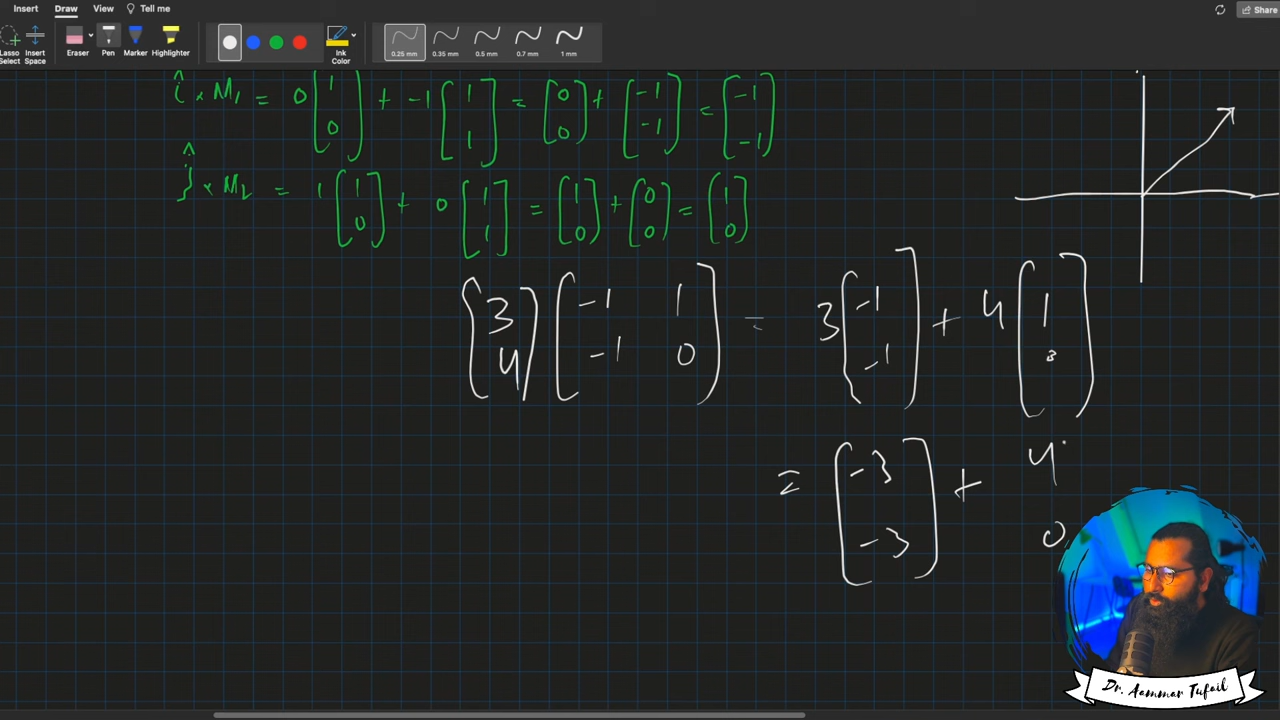 Insert Draw View Tell me Share
Lasso Select Insert Space Eraser Pen Marker Highlighter 0.25 mm 0.35 mm 0.5 mm 0.7 mm 1 mm Ink Color
î × M₁ = 0 [1 0] + -1 [1 1] = [0 0] + [-1 -1] = [-1 -1]
ĵ × M₂ = 1 [1 0] + 0 [1 1] = [1 0] + [0 0] = [1 0]
[3 4] [-1 1 -1 0] = 3 [-1 -1] + 4 [1 0]
= [-3 -3] + 4 0
Dr. Aammar Tufail